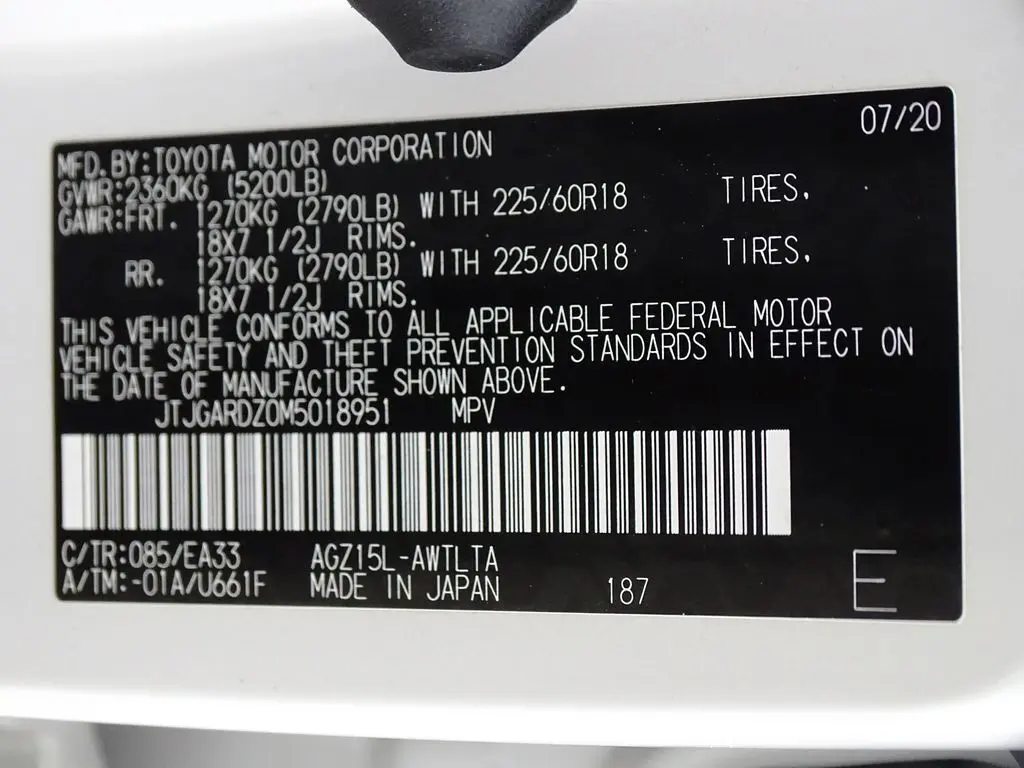 07/20
MFD.BY:TOYOTA MOTOR CORPORATION
GVWR:2360KG (5200LB)
GAWR:FRT. 1270KG (2790LB) WITH 225/60R18 TIRES.
18X7 1/2J RIMS.
RR. 1270KG (2790LB) WITH 225/60R18 TIRES.
18X7 1/2J RIMS.
THIS VEHICLE CONFORMS TO ALL APPLICABLE FEDERAL MOTOR
VEHICLE SAFETY AND THEFT PREVENTION STANDARDS IN EFFECT ON
THE DATE OF MANUFACTURE SHOWN ABOVE.
JTJGARDZ0M5018951 MPV
C/TR:085/EA33 AGZ15L-AWTLTA
A/TM:-01A/U661F MADE IN JAPAN 187 E